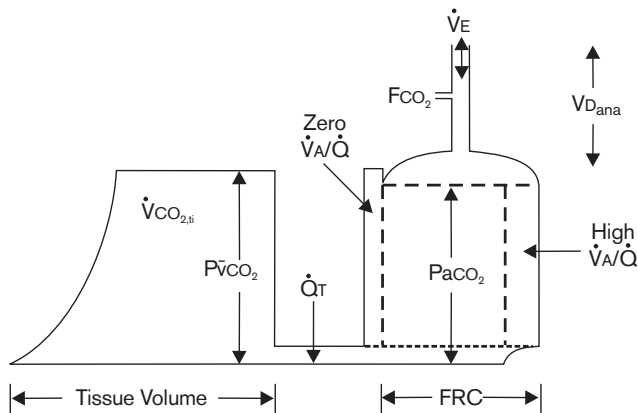 V̇E
FCO₂
VDana
Zero
V̇A/Q̇
V̇CO₂,ti
Pv̄CO₂
Q̇T
PaCO₂
High
V̇A/Q̇
Tissue Volume
FRC